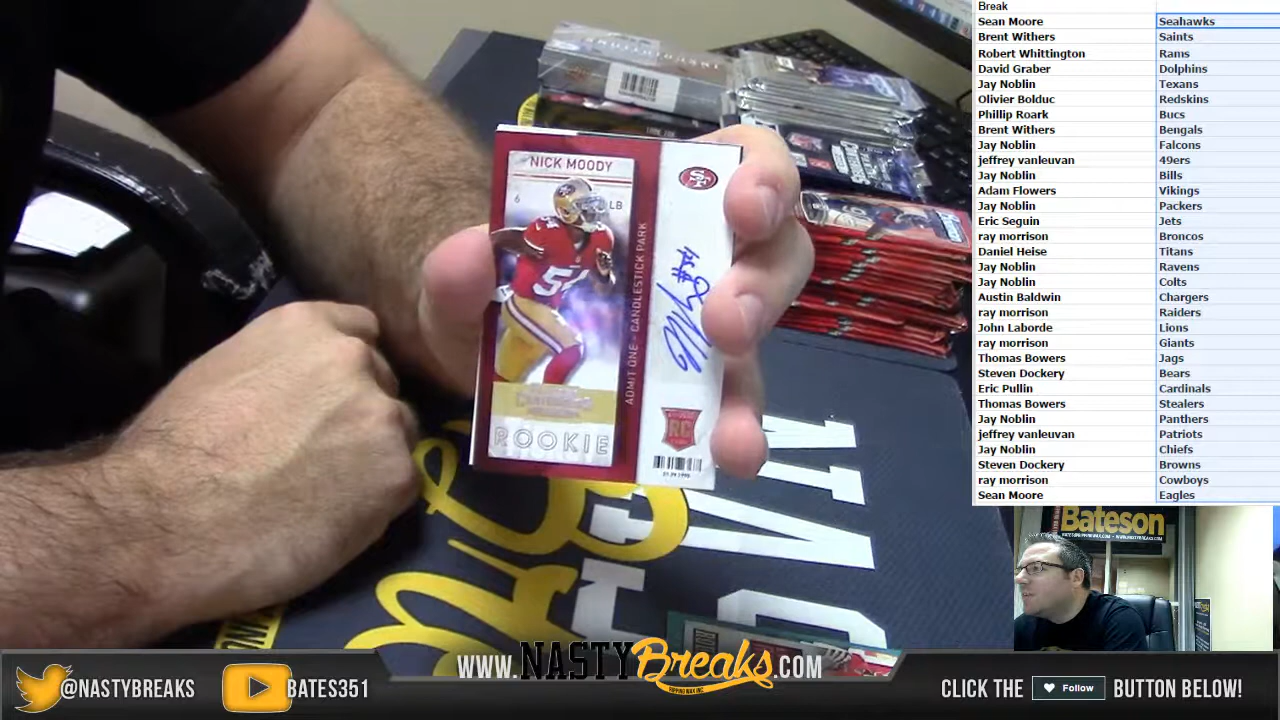 Break
Sean Moore Seahawks
Brent Withers Saints
Robert Whittington Rams
David Graber Dolphins
Jay Noblin Texans
Olivier Bolduc Redskins
Phillip Roark Bucs
Brent Withers Bengals
Jay Noblin Falcons
jeffrey vanleuvan 49ers
Jay Noblin Bills
Adam Flowers Vikings
Jay Noblin Packers
Eric Seguin Jets
ray morrison Broncos
Daniel Heise Titans
Jay Noblin Ravens
Jay Noblin Colts
Austin Baldwin Chargers
ray morrison Raiders
John Laborde Lions
ray morrison Giants
Thomas Bowers Jags
Steven Dockery Bears
Eric Pullin Cardinals
Thomas Bowers Stealers
Jay Noblin Panthers
jeffrey vanleuvan Patriots
Jay Noblin Chiefs
Steven Dockery Browns
ray morrison Cowboys
Sean Moore Eagles
NICK MOODY
6 LB
SF
54
ADMIT ONE - CANDLESTICK PARK
#54
RC
ROOKIE
Bateson
@NASTYBREAKS
BATES351
WWW.NASTYBreaks.COM
CLICK THE Follow BUTTON BELOW!